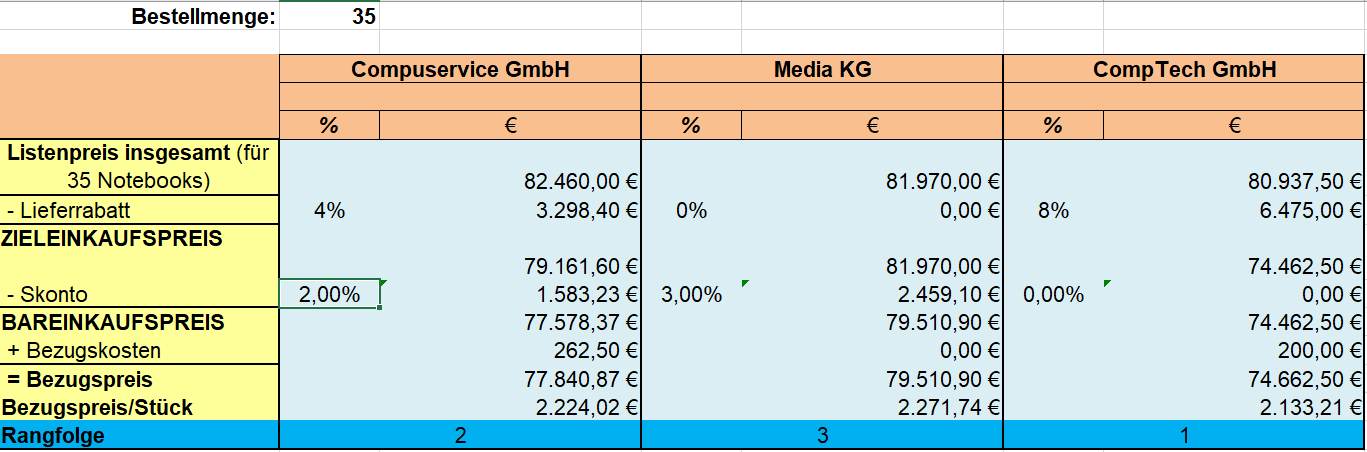 Bestellmenge: 35
Compuservice GmbH Media KG CompTech GmbH
% € % € % €
Listenpreis insgesamt (für
35 Notebooks) 82.460,00 € 81.970,00 € 80.937,50 €
- Lieferrabatt 4% 3.298,40 € 0% 0,00 € 8% 6.475,00 €
ZIELEINKAUFSPREIS
79.161,60 € 81.970,00 € 74.462,50 €
- Skonto 2,00% 1.583,23 € 3,00% 2.459,10 € 0,00% 0,00 €
BAREINKAUFSPREIS 77.578,37 € 79.510,90 € 74.462,50 €
+ Bezugskosten 262,50 € 0,00 € 200,00 €
= Bezugspreis 77.840,87 € 79.510,90 € 74.662,50 €
Bezugspreis/Stück 2.224,02 € 2.271,74 € 2.133,21 €
Rangfolge 2 3 1